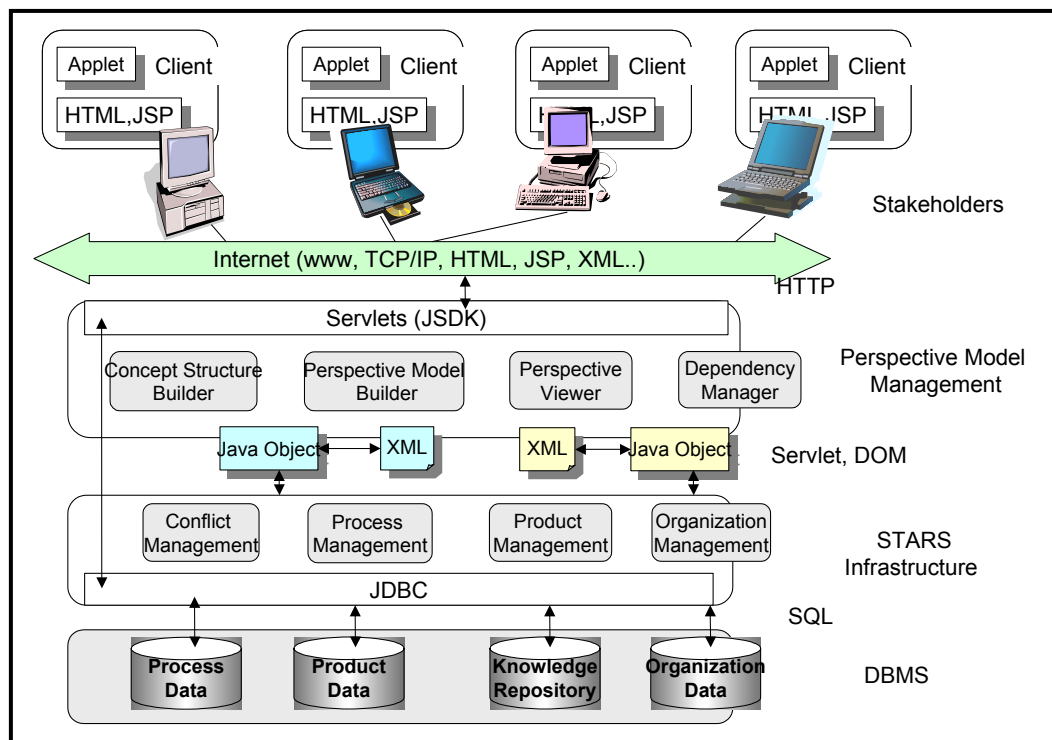 Applet Client
HTML,JSP
Applet Client
HTML,JSP
Applet Client
HTML,JSP
Applet Client
HTML,JSP
Stakeholders
Internet (www, TCP/IP, HTML, JSP, XML..)
HTTP
Servlets (JSDK)
Concept Structure
Builder
Perspective Model
Builder
Perspective
Viewer
Dependency
Manager
Perspective Model
Management
Java Object
XML
XML
Java Object
Servlet, DOM
Conflict
Management
Process
Management
Product
Management
Organization
Management
STARS
Infrastructure
JDBC
SQL
Process
Data
Product
Data
Knowledge
Repository
Organization
Data
DBMS